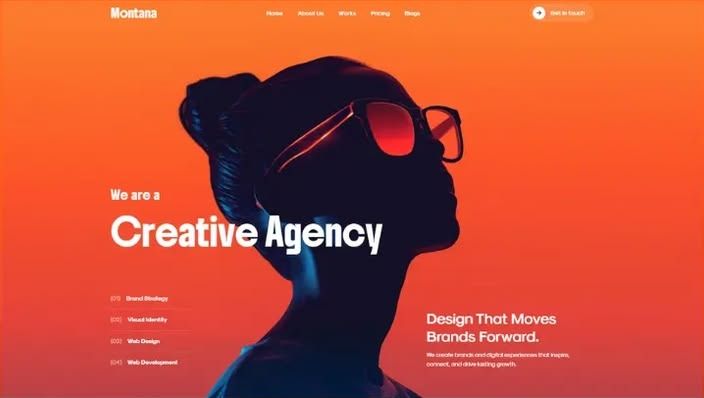 Montana
Home About Us Works Pricing Blogs
Get in touch
We are a
Creative Agency
(01) Brand Strategy
(02) Visual Identity
(03) Web Design
(04) Web Development
Design That Moves
Brands Forward.
We create brands and digital experiences that inspire,
connect, and drive lasting growth.